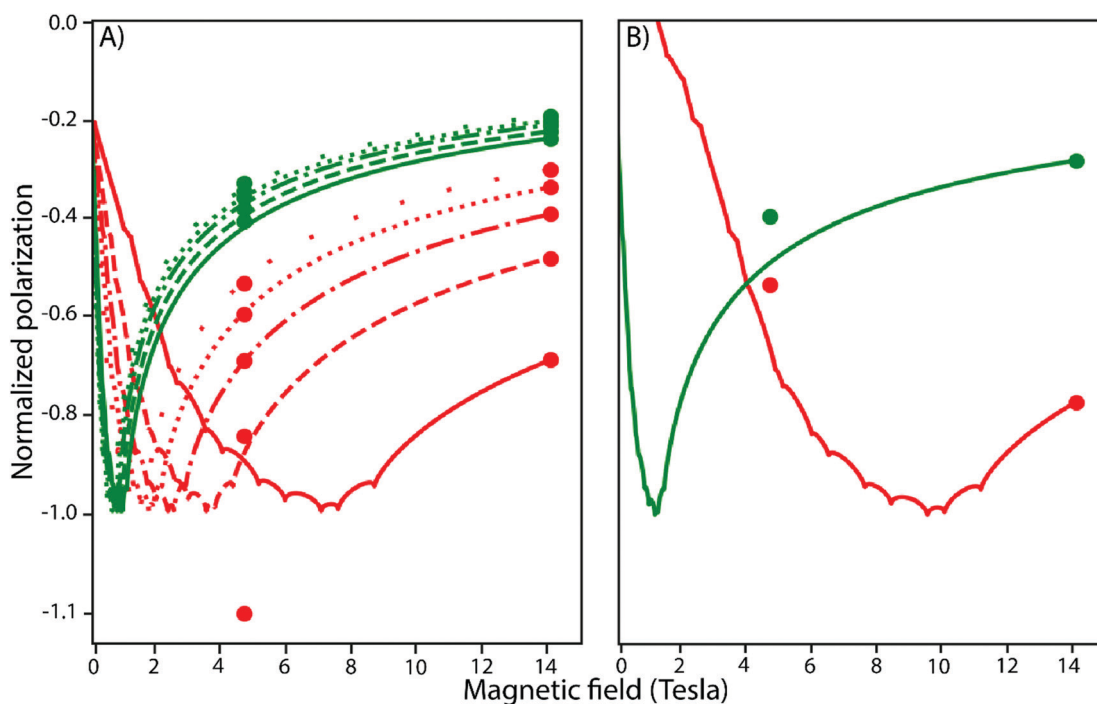 A)
B)
Normalized polarization
0.0
-0.2
-0.4
-0.6
-0.8
-1.0
-1.1
0 2 4 6 8 10 12 14
0 2 4 6 8 10 12 14
Magnetic field (Tesla)